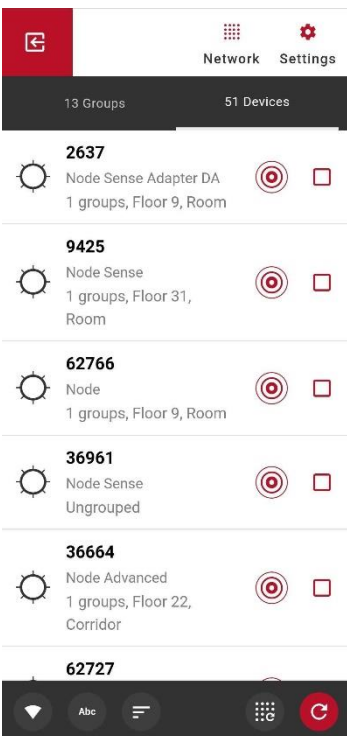 Network Settings
13 Groups 51 Devices
2637
Node Sense Adapter DA
1 groups, Floor 9, Room
9425
Node Sense
1 groups, Floor 31,
Room
62766
Node
1 groups, Floor 9, Room
36961
Node Sense
Ungrouped
36664
Node Advanced
1 groups, Floor 22,
Corridor
62727
Abc